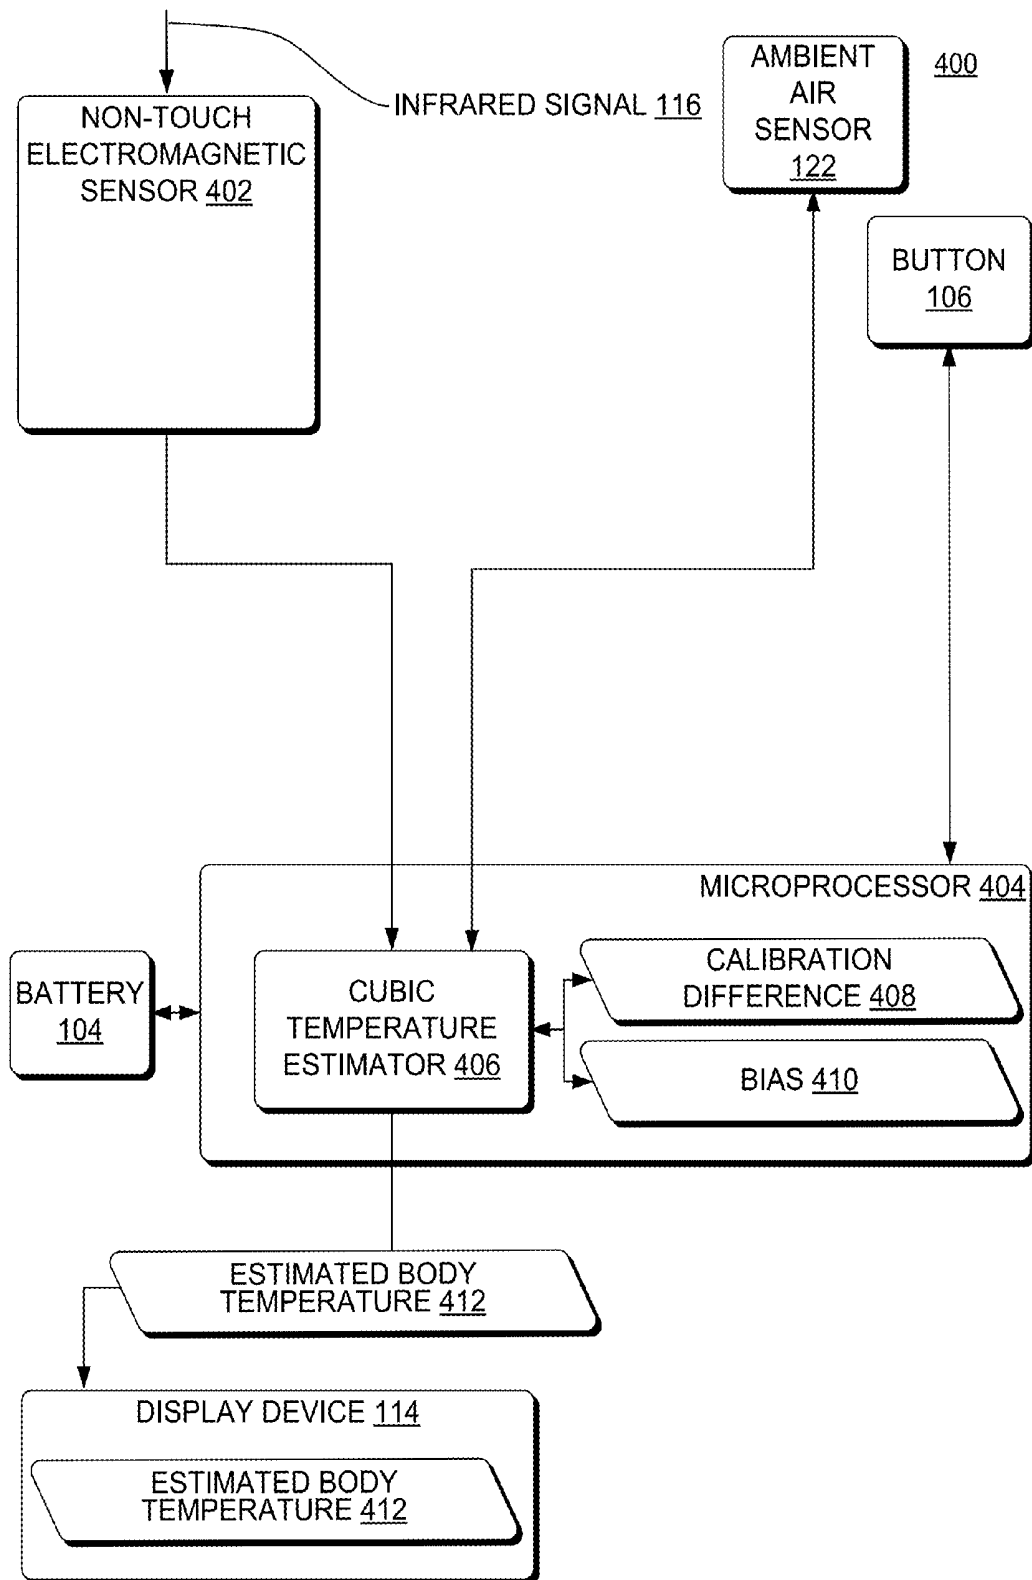 NON-TOUCH
ELECTROMAGNETIC
SENSOR 402
INFRARED SIGNAL 116
AMBIENT
AIR
SENSOR
122
400
BUTTON
106
MICROPROCESSOR 404
BATTERY
104
CUBIC
TEMPERATURE
ESTIMATOR 406
CALIBRATION
DIFFERENCE 408
BIAS 410
ESTIMATED BODY
TEMPERATURE 412
DISPLAY DEVICE 114
ESTIMATED BODY
TEMPERATURE 412